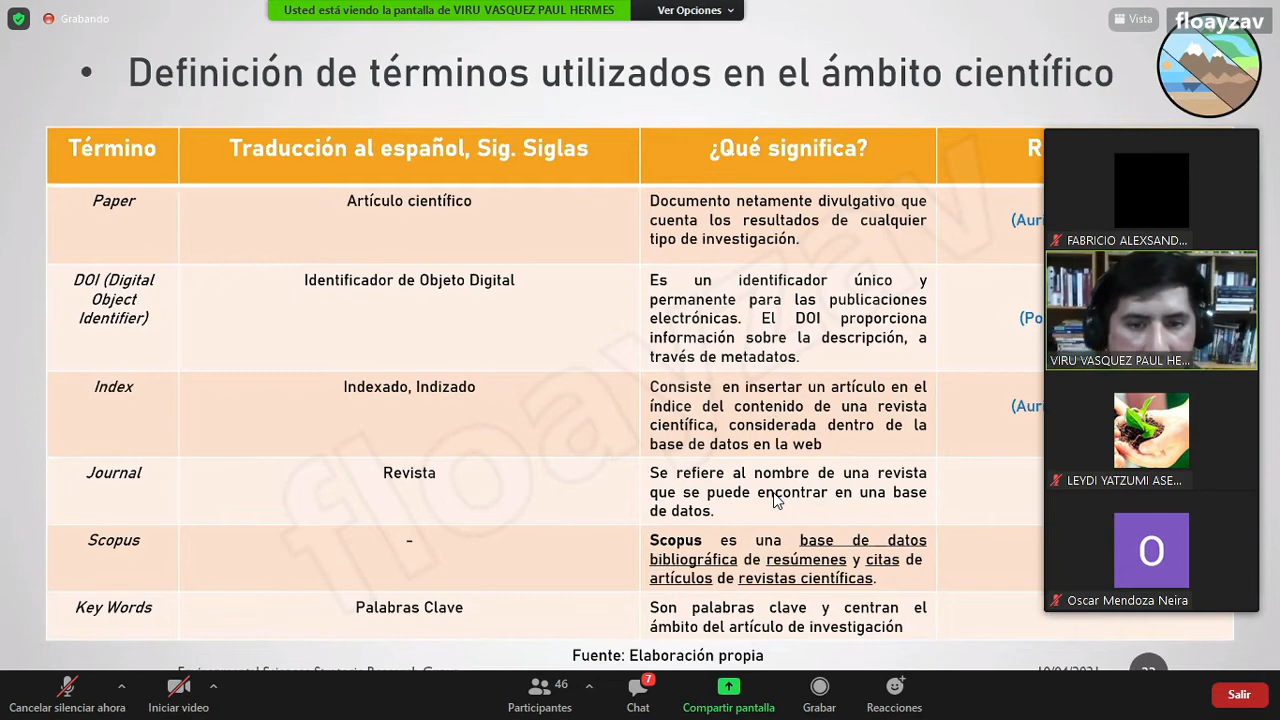 Grabando
Usted está viendo la pantalla de VIRU VASQUEZ PAUL HERMES
Ver Opciones
Vista
floayzav
• Definición de términos utilizados en el ámbito científico
Término
Traducción al español, Sig. Siglas
¿Qué significa?
R
Paper
Artículo científico
Documento netamente divulgativo que
cuenta los resultados de cualquier
tipo de investigación.
(Auri
DOI (Digital
Object
Identifier)
Identificador de Objeto Digital
Es un identificador único y
permanente para las publicaciones
electrónicas. El DOI proporciona
información sobre la descripción, a
través de metadatos.
(Po
Index
Indexado, Indizado
Consiste en insertar un artículo en el
índice del contenido de una revista
científica, considerada dentro de la
base de datos en la web
(Auri
Journal
Revista
Se refiere al nombre de una revista
que se puede encontrar en una base
de datos.
Scopus
-
Scopus es una base de datos
bibliográfica de resúmenes y citas de
artículos de revistas científicas.
Key Words
Palabras Clave
Son palabras clave y centran el
ámbito del artículo de investigación
Fuente: Elaboración propia
floayzav
FABRICIO ALEXSAND...
VIRU VASQUEZ PAUL HE...
LEYDI YATZUMI ASE...
O
Oscar Mendoza Neira
Cancelar silenciar ahora
Iniciar video
46
Participantes
7
Chat
Compartir pantalla
Grabar
Reacciones
Salir